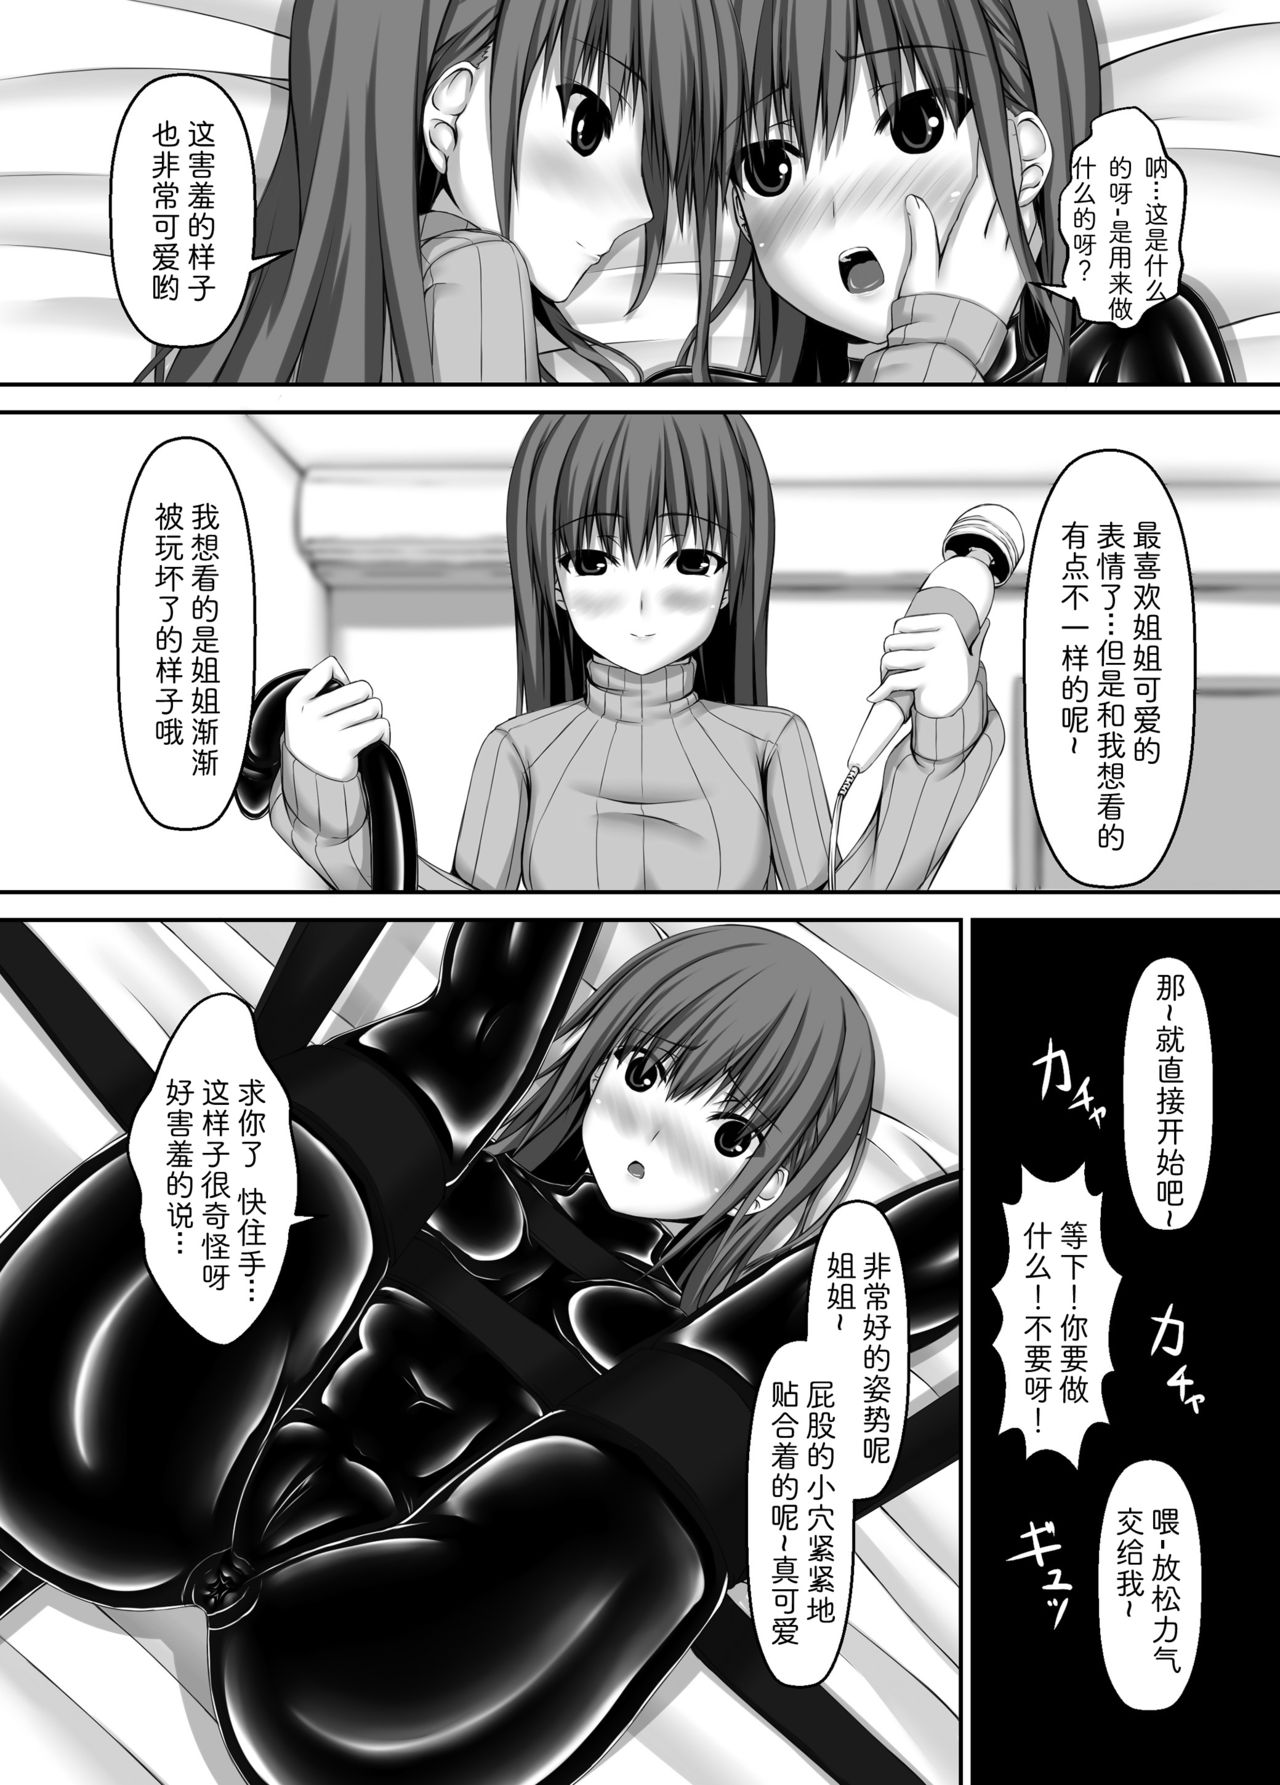 呐…这是什么
的呀-是用来做
什么的呀？
这害羞的样子
也非常可爱哟
最喜欢姐姐可爱的
表情了…但是和我想看的
有点不一样的呢~
我想看的是姐姐渐渐
被玩坏了的样子哦
那~就直接开始吧~
カチャ
等下！你要做
什么！不要呀！
カチャ
喂-放松力气
交给我~
ギュッ
求你了 快住手…
这样子很奇怪呀
好害羞的说…
非常好的姿势呢
姐姐~
屁股的小穴紧紧地
贴合着的呢~真可爱